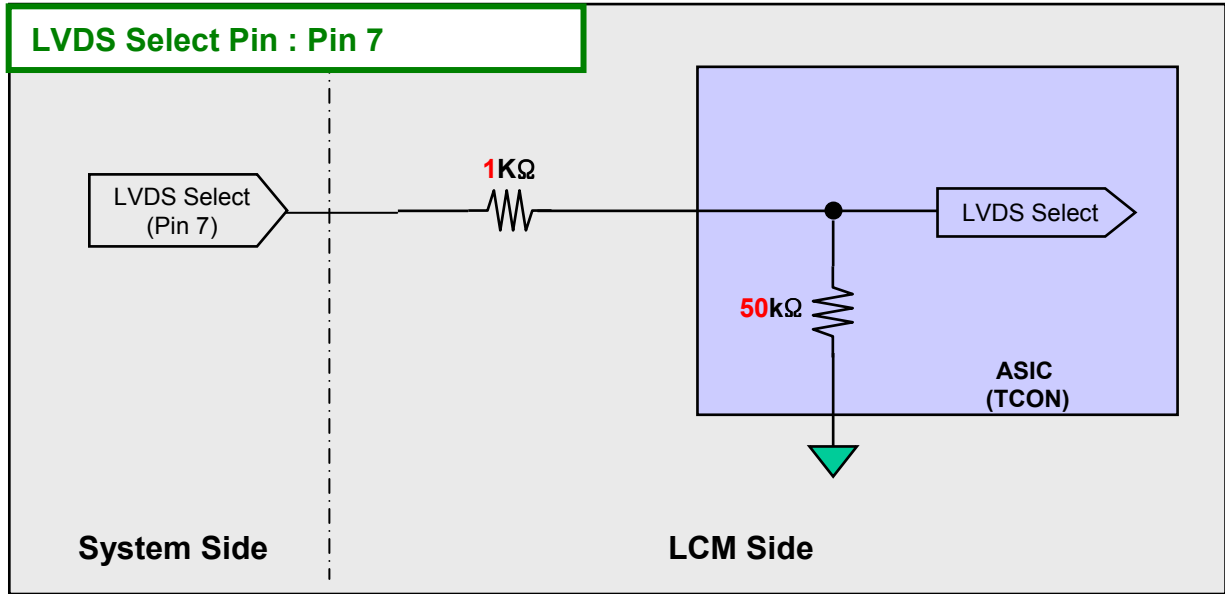 LVDS Select Pin : Pin 7
LVDS Select
(Pin 7)
1KΩ
LVDS Select
50kΩ
ASIC
(TCON)
System Side
LCM Side